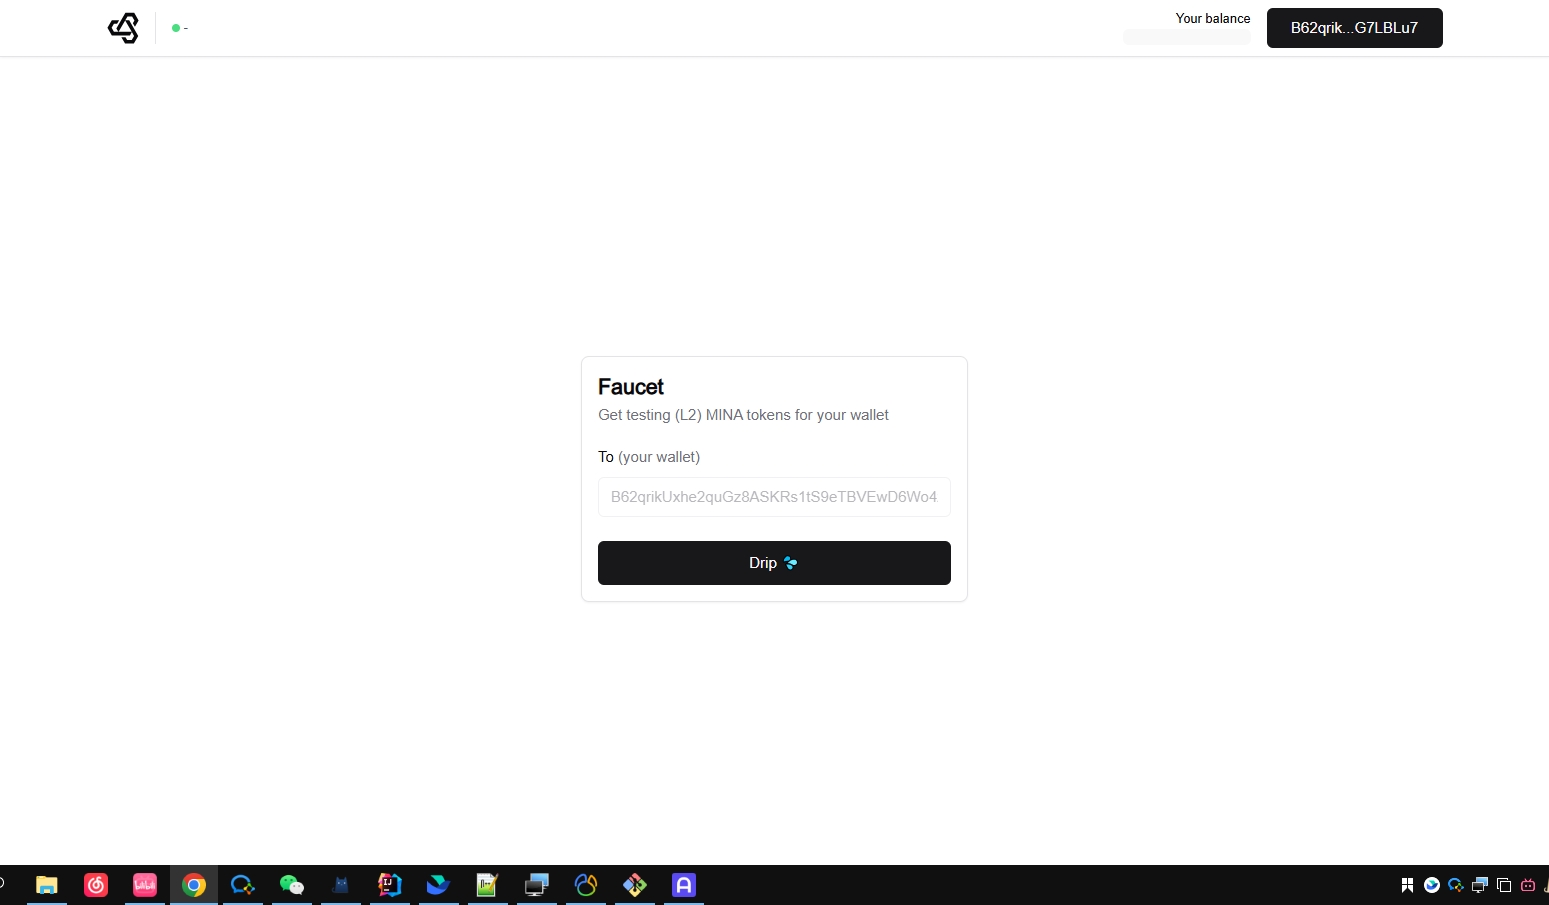 -
Your balance
B62qrik...G7LBLu7
Faucet
Get testing (L2) MINA tokens for your wallet
To (your wallet)
B62qrikUxhe2quGz8ASKRs1tS9eTBVEwD6Wo4.
Drip